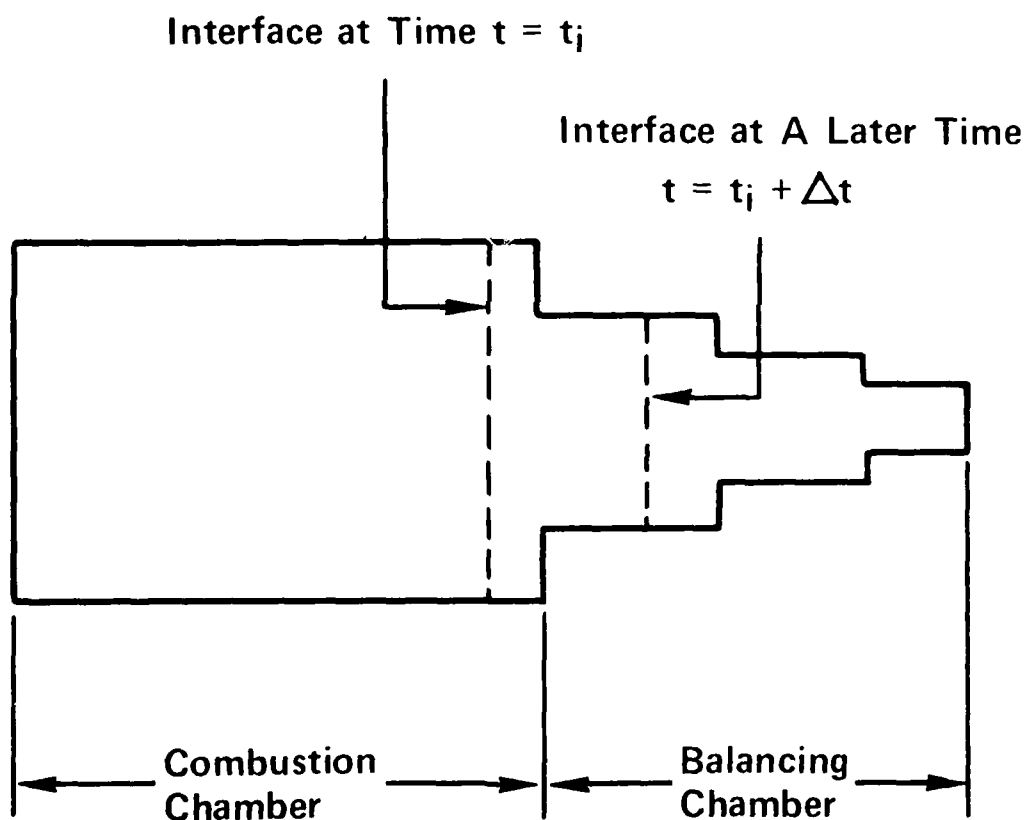 Interface at Time t = ti
Interface at A Later Time
t = ti + Δt
Combustion
Chamber
Balancing
Chamber